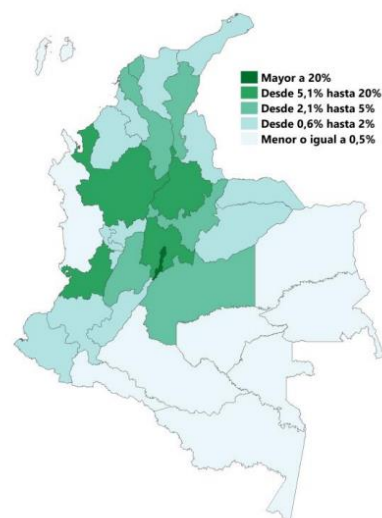 Mayor a 20%
Desde 5,1% hasta 20%
Desde 2,1% hasta 5%
Desde 0,6% hasta 2%
Menor o igual a 0,5%